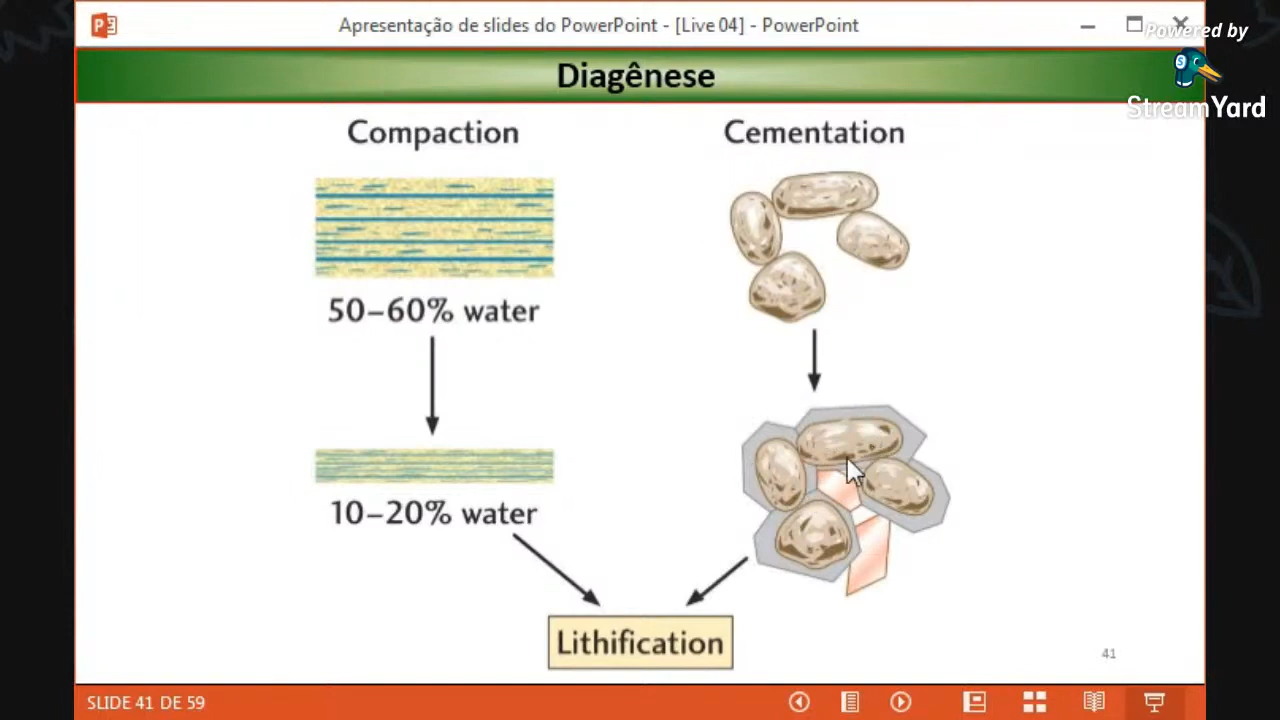 Apresentação de slides do PowerPoint - [Live 04] - PowerPoint
Powered by
StreamYard
Diagênese
Compaction
Cementation
50–60% water
10–20% water
Lithification
41
SLIDE 41 DE 59